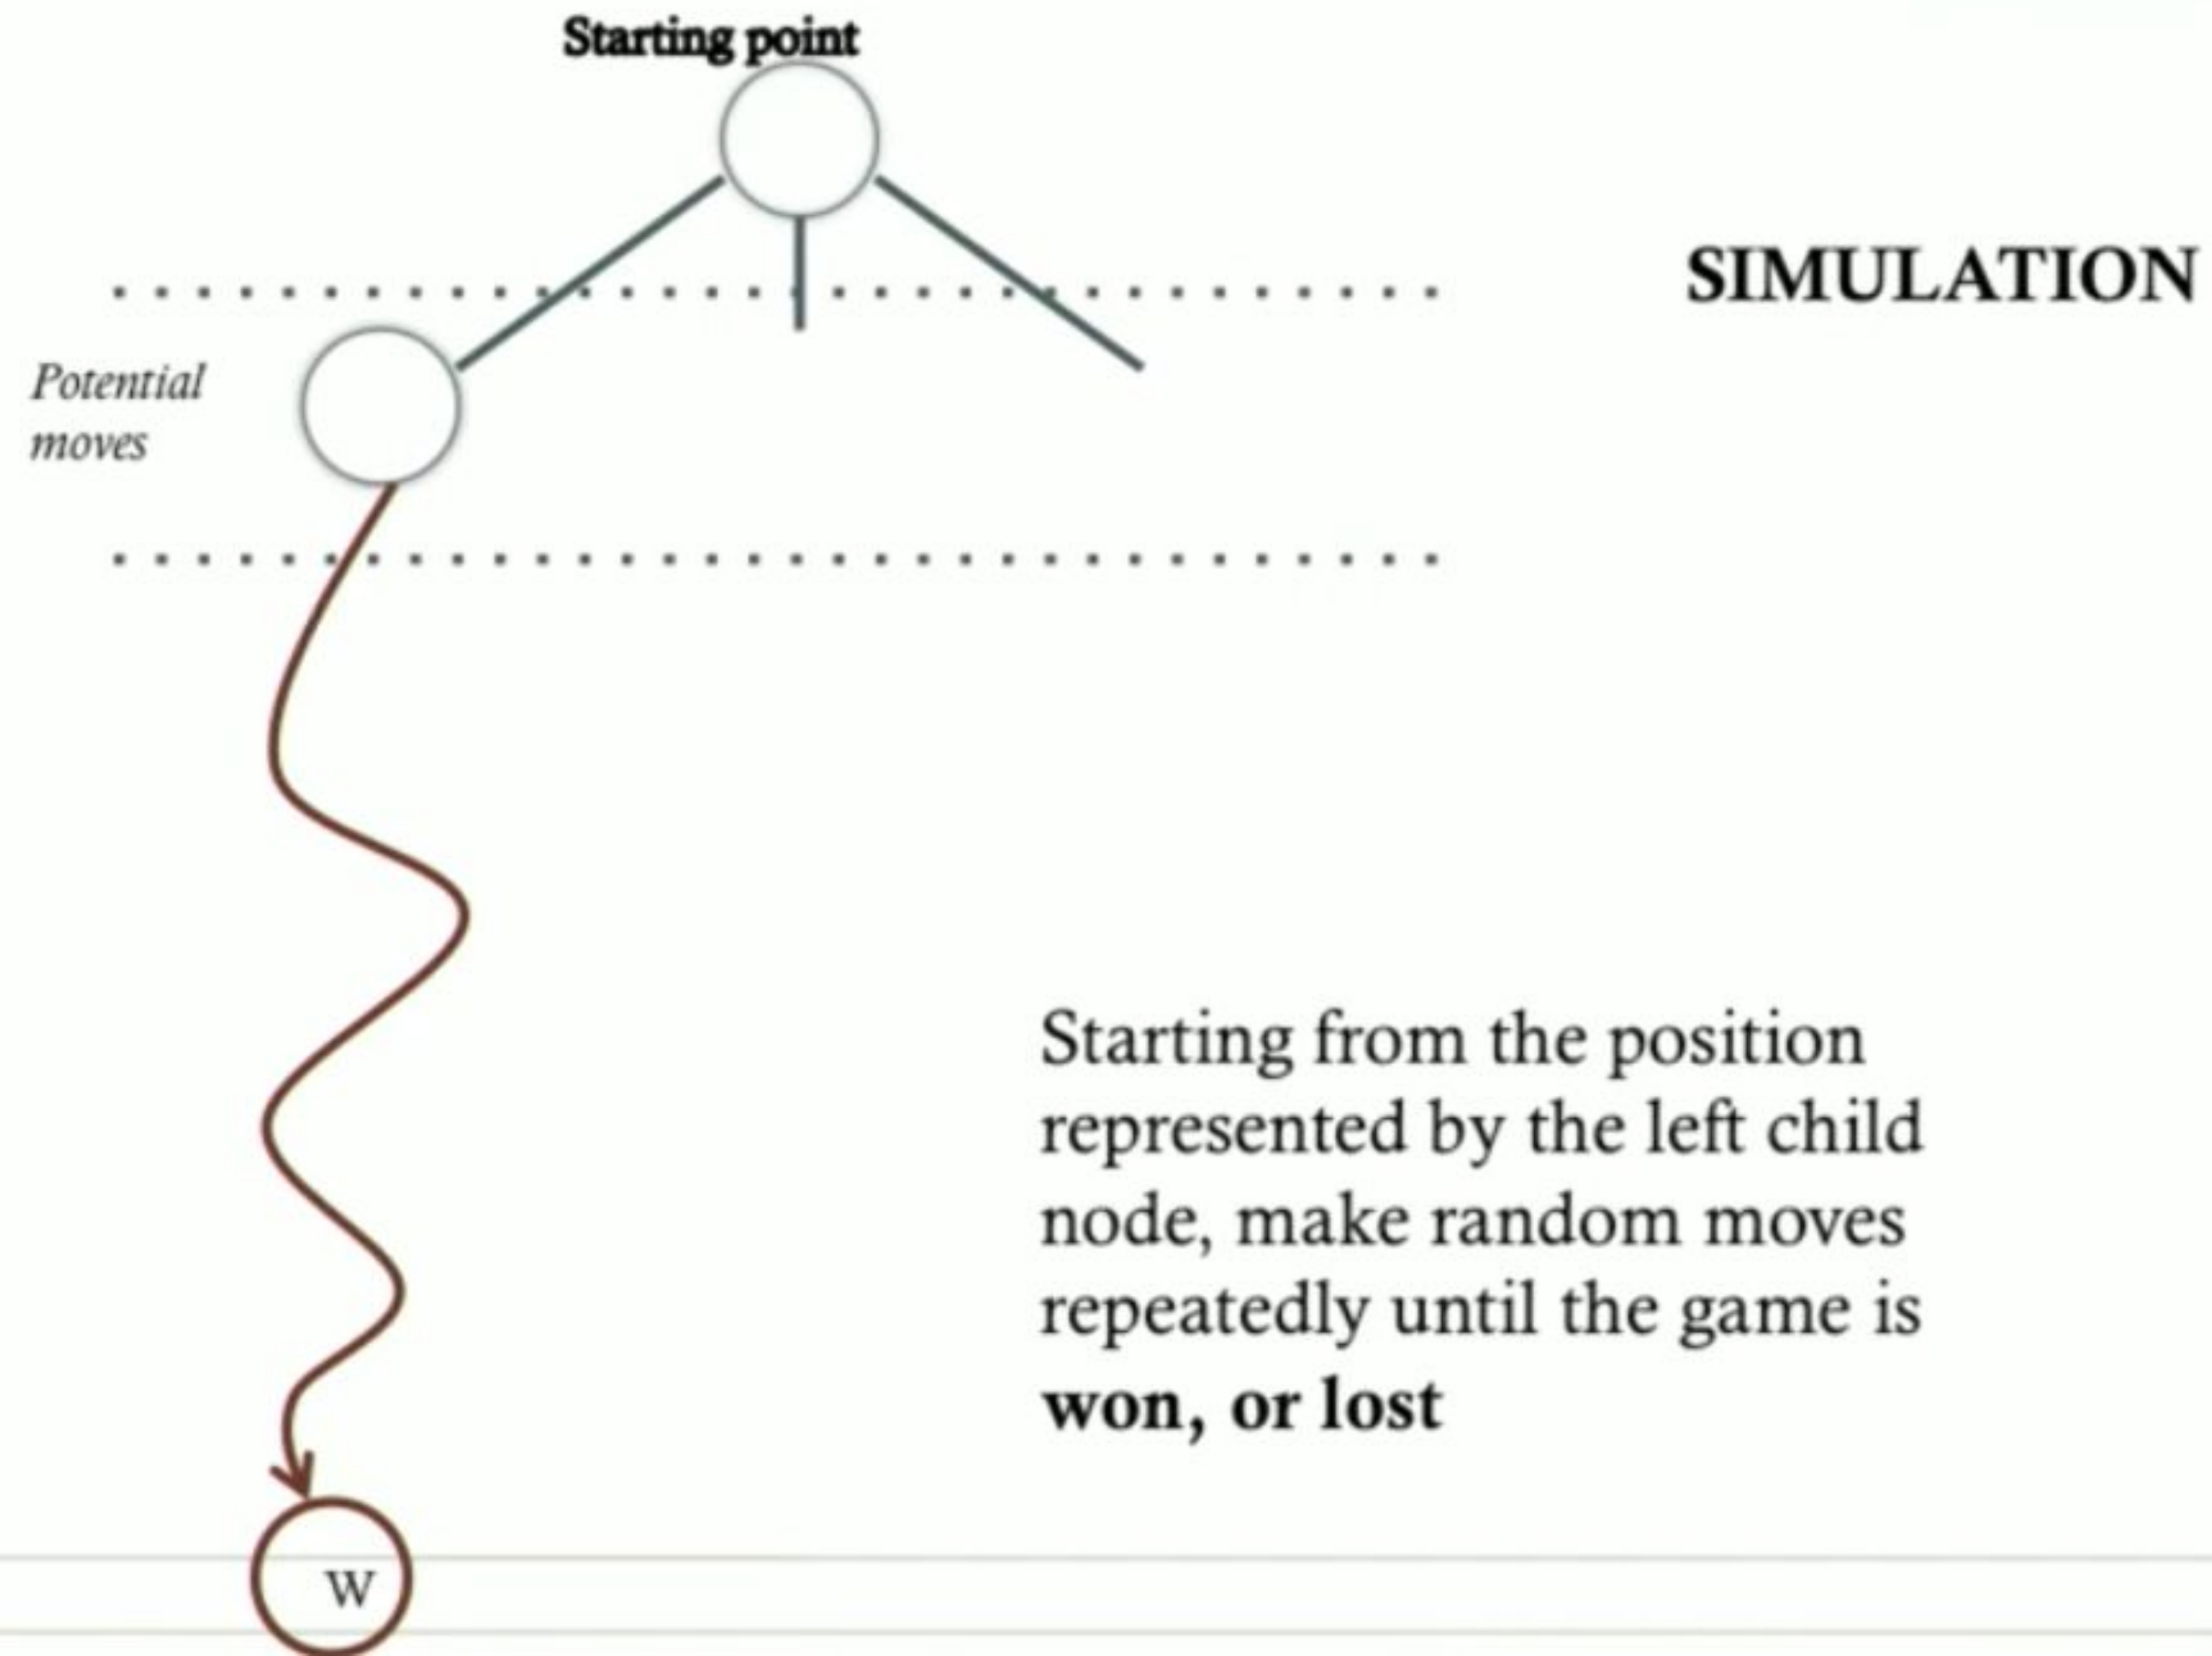 Starting point
SIMULATION
Potential
moves
Starting from the position
represented by the left child
node, make random moves
repeatedly until the game is
won, or lost
W